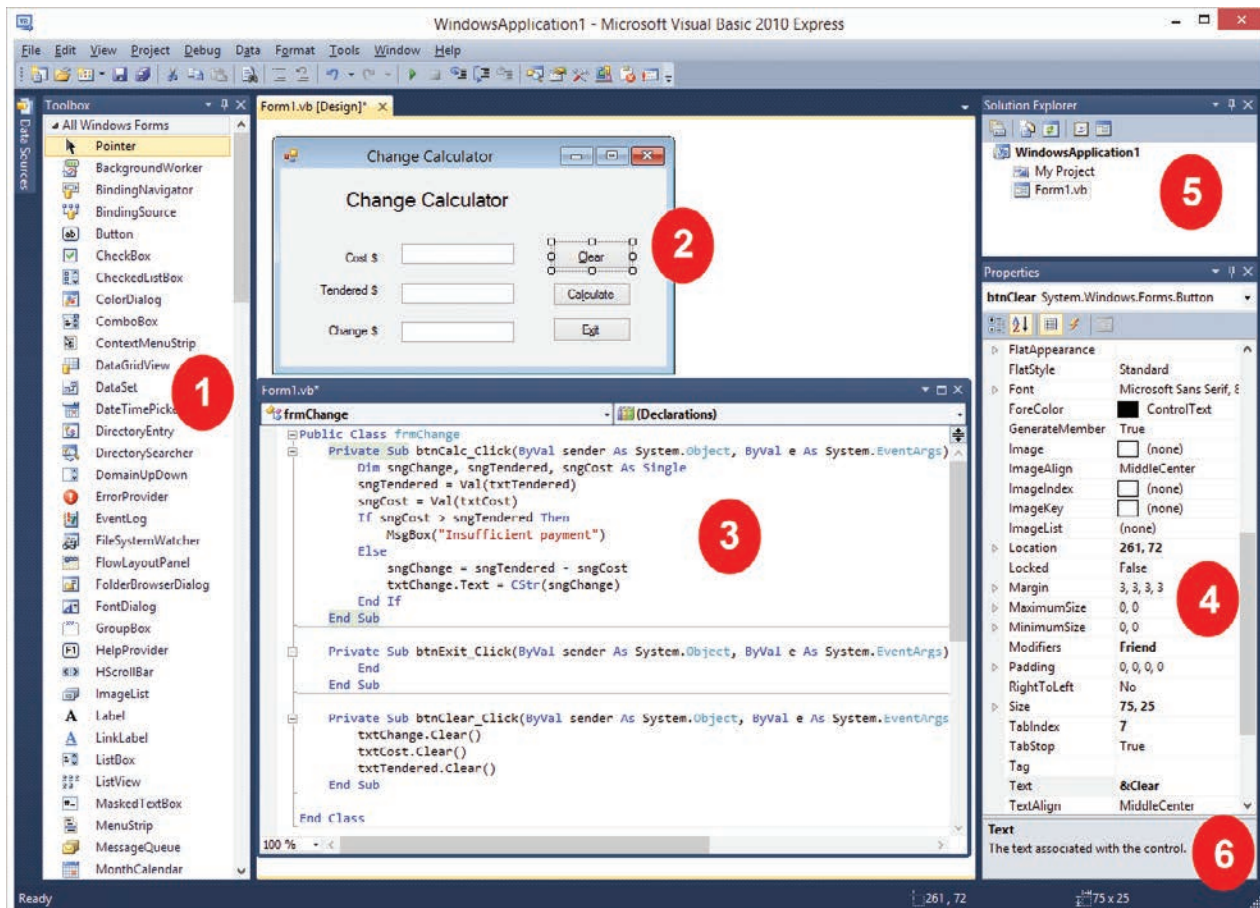 WindowsApplication1 - Microsoft Visual Basic 2010 Express
File Edit View Project Debug Data Format Tools Window Help
Data Sources
Toolbox
All Windows Forms
Pointer
BackgroundWorker
BindingNavigator
BindingSource
Button
CheckBox
CheckedListBox
ColorDialog
ComboBox
ContextMenuStrip
DataGridView
DataSet
DateTimePick
DirectoryEntry
DirectorySearcher
DomainUpDown
ErrorProvider
EventLog
FileSystemWatcher
FlowLayoutPanel
FolderBrowserDialog
FontDialog
GroupBox
HelpProvider
HScrollBar
ImageList
Label
LinkLabel
ListBox
ListView
MaskedTextBox
MenuStrip
MessageQueue
MonthCalendar
1
Form1.vb [Design]*
Change Calculator
Change Calculator
Cost $
Clear
Tendered $
Calculate
Change $
Exit
2
Form1.vb*
frmChange
(Declarations)
Public Class frmChange
Private Sub btnCalc_Click(ByVal sender As System.Object, ByVal e As System.EventArgs)
Dim sngChange, sngTendered, sngCost As Single
sngTendered = Val(txtTendered)
sngCost = Val(txtCost)
If sngCost > sngTendered Then
MsgBox("Insufficient payment")
Else
sngChange = sngTendered - sngCost
txtChange.Text = CStr(sngChange)
End If
End Sub
Private Sub btnExit_Click(ByVal sender As System.Object, ByVal e As System.EventArgs)
End
End Sub
Private Sub btnClear_Click(ByVal sender As System.Object, ByVal e As System.EventArgs
txtChange.Clear()
txtCost.Clear()
txtTendered.Clear()
End Sub
End Class
100 %
3
Solution Explorer
WindowsApplication1
My Project
Form1.vb
5
Properties
btnClear System.Windows.Forms.Button
FlatAppearance
FlatStyle Standard
Font Microsoft Sans Serif, 8
ForeColor ControlText
GenerateMember True
Image (none)
ImageAlign MiddleCenter
ImageIndex (none)
ImageKey (none)
ImageList (none)
Location 261, 72
Locked False
Margin 3, 3, 3, 3
MaximumSize 0, 0
MinimumSize 0, 0
Modifiers Friend
Padding 0, 0, 0, 0
RightToLeft No
Size 75, 25
TabIndex 7
TabStop True
Tag
Text &Clear
TextAlign MiddleCenter
4
Text
The text associated with the control.
6
Ready
261 , 72
75 x 25